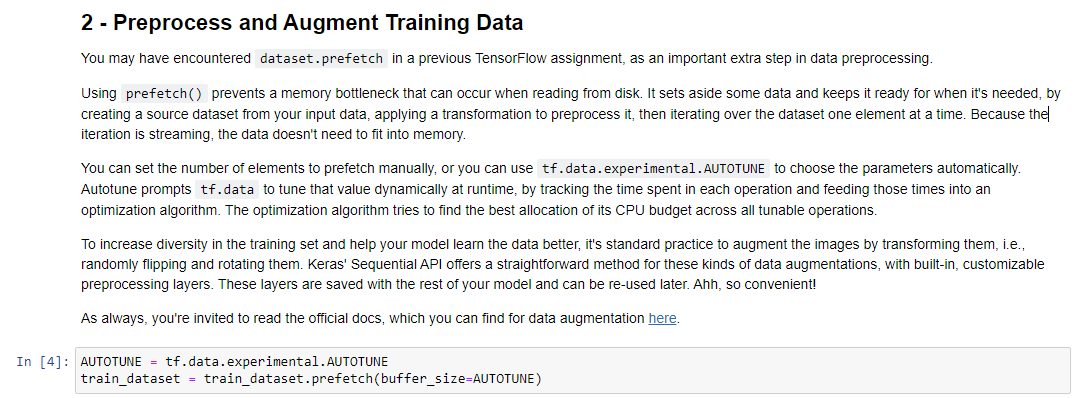 2 - Preprocess and Augment Training Data
You may have encountered dataset.prefetch in a previous TensorFlow assignment, as an important extra step in data preprocessing.
Using prefetch() prevents a memory bottleneck that can occur when reading from disk. It sets aside some data and keeps it ready for when it's needed, by
creating a source dataset from your input data, applying a transformation to preprocess it, then iterating over the dataset one element at a time. Because the
iteration is streaming, the data doesn't need to fit into memory.
You can set the number of elements to prefetch manually, or you can use tf.data.experimental.AUTOTUNE to choose the parameters automatically.
Autotune prompts tf.data to tune that value dynamically at runtime, by tracking the time spent in each operation and feeding those times into an
optimization algorithm. The optimization algorithm tries to find the best allocation of its CPU budget across all tunable operations.
To increase diversity in the training set and help your model learn the data better, it's standard practice to augment the images by transforming them, i.e.,
randomly flipping and rotating them. Keras' Sequential API offers a straightforward method for these kinds of data augmentations, with built-in, customizable
preprocessing layers. These layers are saved with the rest of your model and can be re-used later. Ahh, so convenient!
As always, you're invited to read the official docs, which you can find for data augmentation here.
In [4]: AUTOTUNE = tf.data.experimental.AUTOTUNE
train_dataset = train_dataset.prefetch(buffer_size=AUTOTUNE)